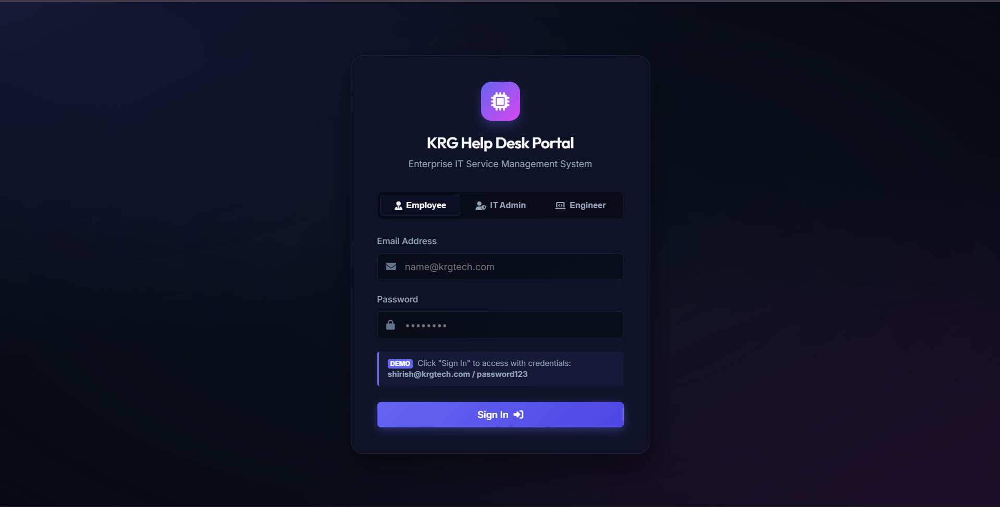 KRG Help Desk Portal
Enterprise IT Service Management System
Employee IT Admin Engineer
Email Address
name@krgtech.com
Password
••••••••
DEMO Click "Sign In" to access with credentials:
shirish@krgtech.com / password123
Sign In